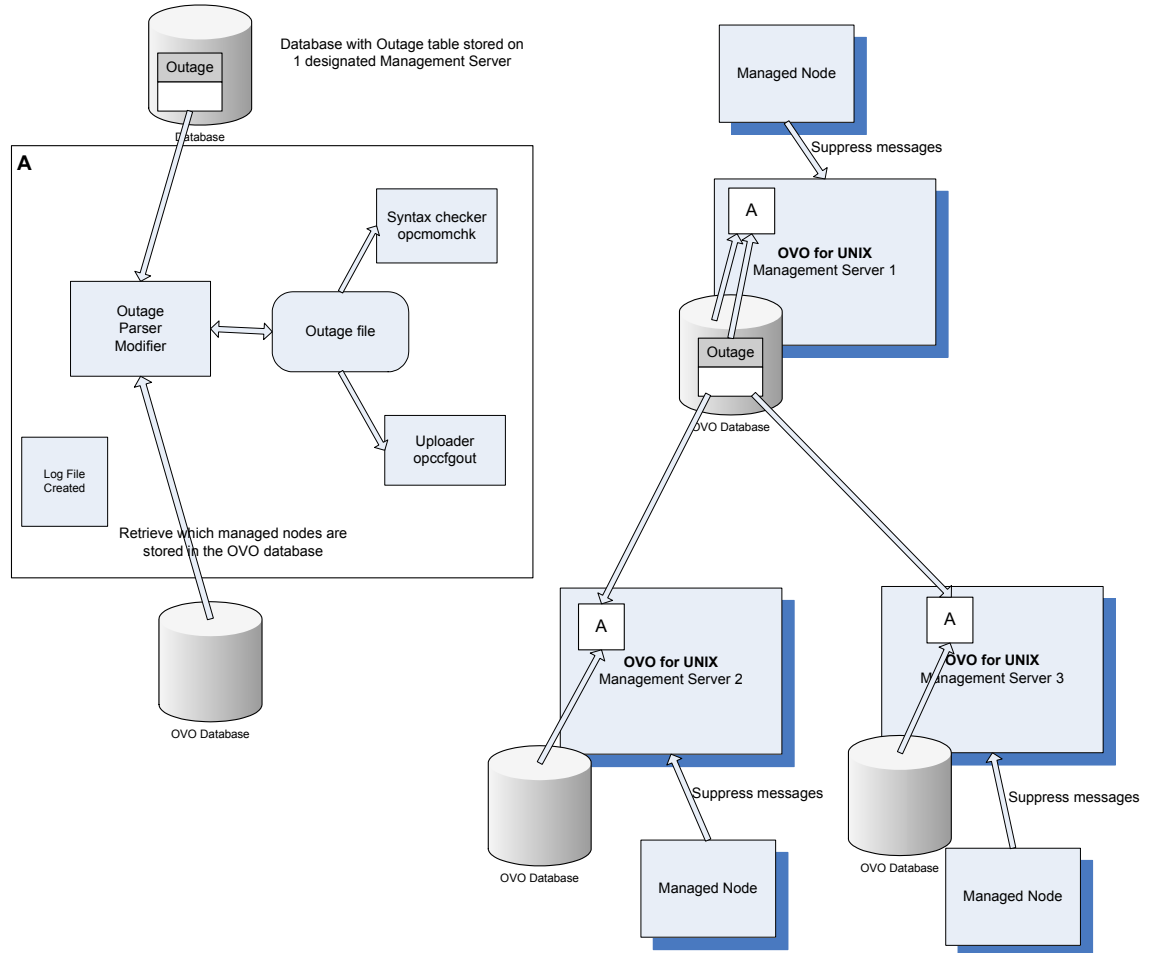 Database with Outage table stored on
1 designated Management Server
Outage
Database
A
Syntax checker
opcmomchk
Outage
Parser
Modifier
Outage file
Uploader
opccfgout
Log File
Created
Retrieve which managed nodes are
stored in the OVO database
OVO Database
Managed Node
Suppress messages
A
OVO for UNIX
Management Server 1
Outage
OVO Database
A
OVO for UNIX
Management Server 2
OVO Database
Suppress messages
Managed Node
A
OVO for UNIX
Management Server 3
OVO Database
Suppress messages
Managed Node